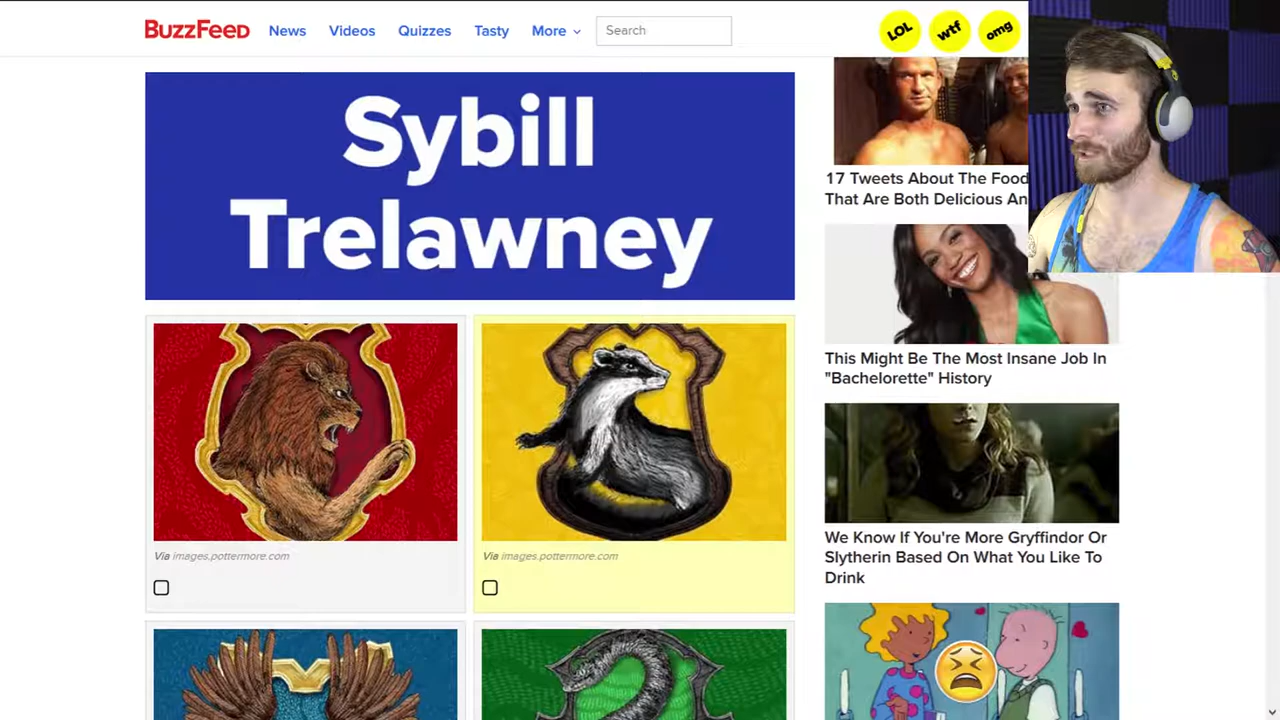 BuzzFeed
News
Videos
Quizzes
Tasty
More
Search
LOL
wtf
omg
Sybill
Trelawney
Via images.pottermore.com
Via images.pottermore.com
17 Tweets About The Food
That Are Both Delicious An
This Might Be The Most Insane Job In
"Bachelorette" History
We Know If You're More Gryffindor Or
Slytherin Based On What You Like To
Drink